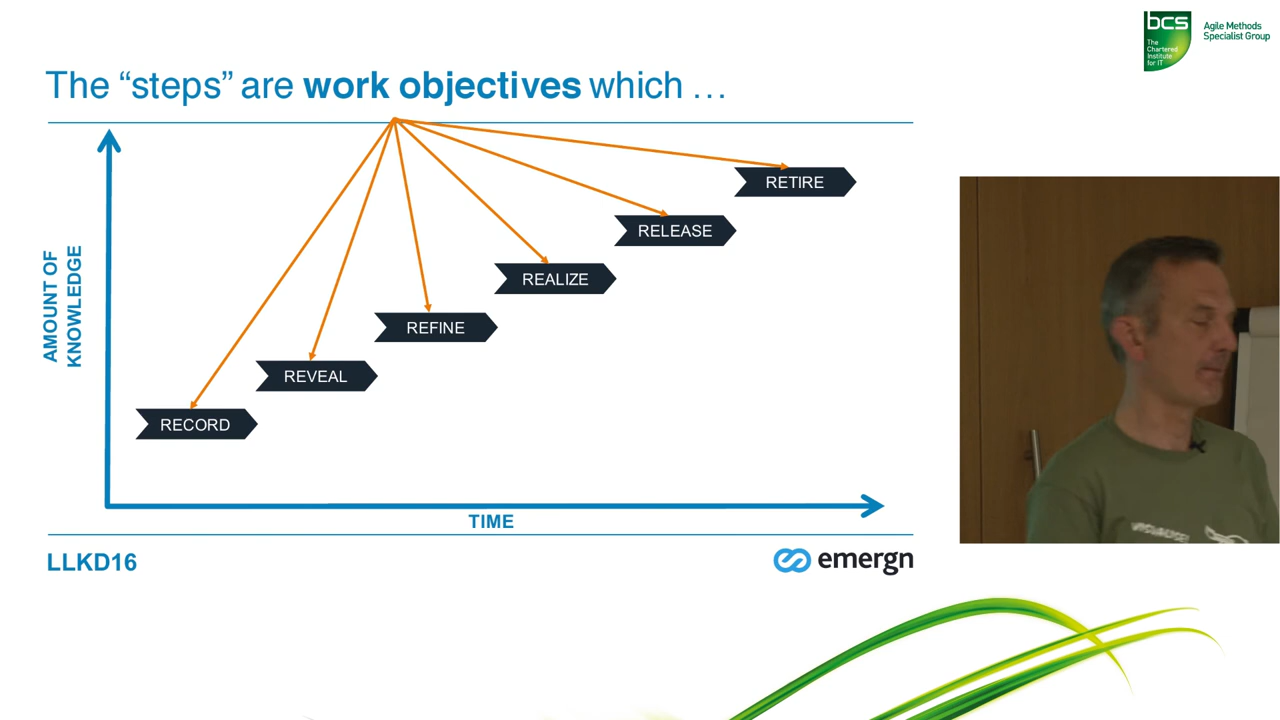 bcs
The
Chartered
Institute
for IT
Agile Methods
Specialist Group
The “steps” are work objectives which …
AMOUNT OF
KNOWLEDGE
RETIRE
RELEASE
REALIZE
REFINE
REVEAL
RECORD
TIME
LLKD16
emergn